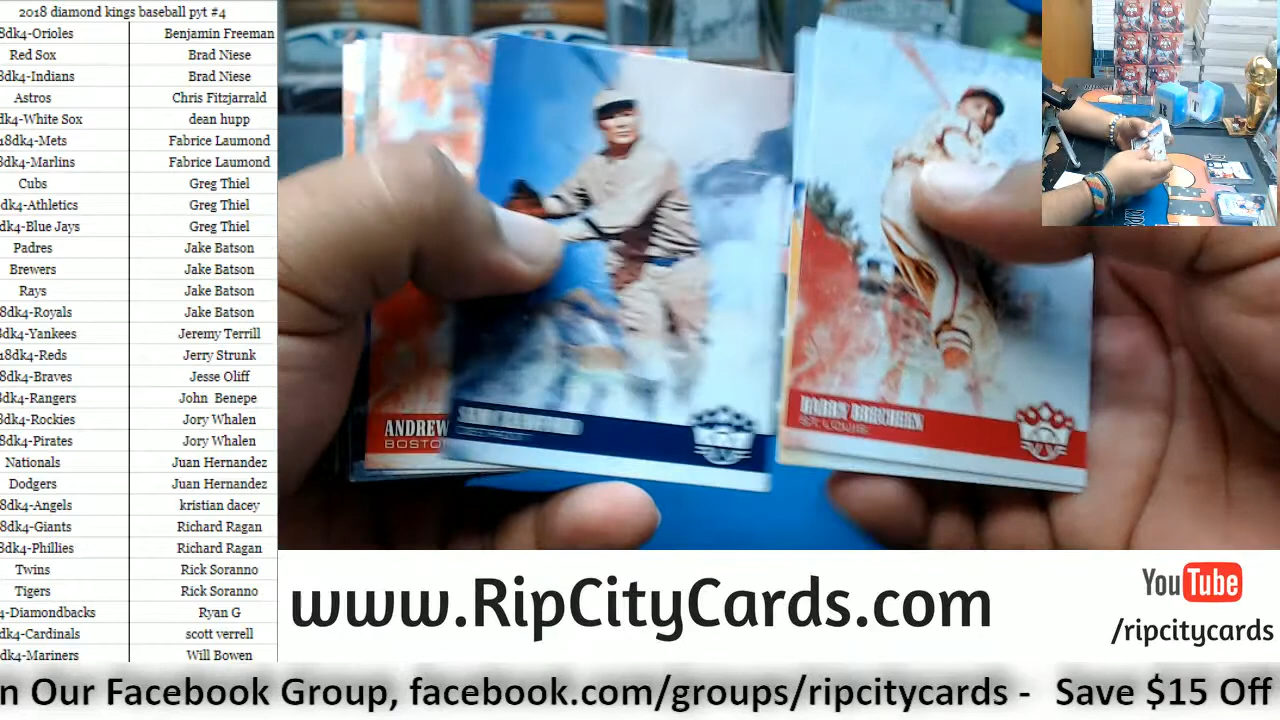 2018 diamond kings baseball pyt #4
8dk4-Orioles Benjamin Freeman
Red Sox Brad Niese
8dk4-Indians Brad Niese
Astros Chris Fitzjarrald
dk4-White Sox dean hupp
18dk4-Mets Fabrice Laumond
8dk4-Marlins Fabrice Laumond
Cubs Greg Thiel
dk4-Athletics Greg Thiel
dk4-Blue Jays Greg Thiel
Padres Jake Batson
Brewers Jake Batson
Rays Jake Batson
8dk4-Royals Jake Batson
8dk4-Yankees Jeremy Terrill
18dk4-Reds Jerry Strunk
8dk4-Braves Jesse Oliff
8dk4-Rangers John Benepe
8dk4-Rockies Jory Whalen
8dk4-Pirates Jory Whalen
Nationals Juan Hernandez
Dodgers Juan Hernandez
8dk4-Angels kristian dacey
8dk4-Giants Richard Ragan
8dk4-Phillies Richard Ragan
Twins Rick Soranno
Tigers Rick Soranno
4-Diamondbacks Ryan G
dk4-Cardinals scott verrell
dk4-Mariners Will Bowen
ANDREW
BOSTO
ST. LOUIS
www.RipCityCards.com
YouTube
/ripcitycards
n Our Facebook Group, facebook.com/groups/ripcitycards - Save $15 Off